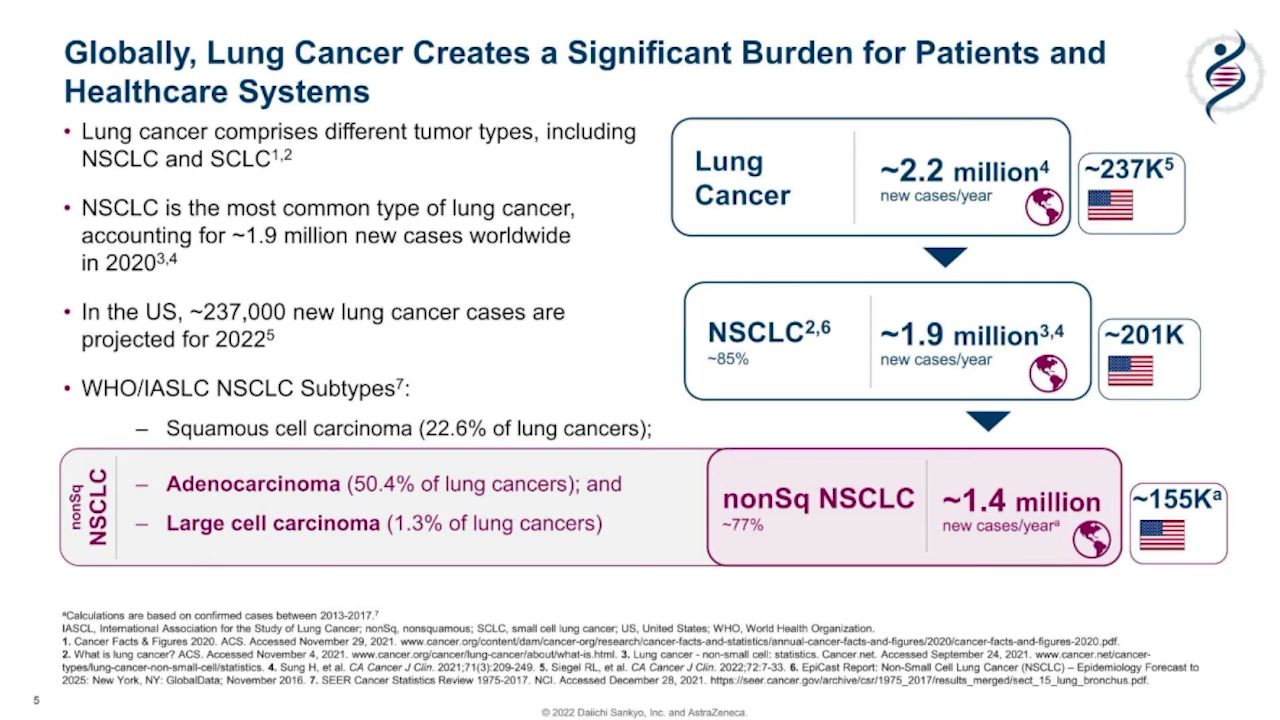 Globally, Lung Cancer Creates a Significant Burden for Patients and
Healthcare Systems
• Lung cancer comprises different tumor types, including
NSCLC and SCLC1,2
• NSCLC is the most common type of lung cancer,
accounting for ~1.9 million new cases worldwide
in 20203,4
• In the US, ~237,000 new lung cancer cases are
projected for 20225
• WHO/IASLC NSCLC Subtypes7:
– Squamous cell carcinoma (22.6% of lung cancers);
nonSq
NSCLC
– Adenocarcinoma (50.4% of lung cancers); and
– Large cell carcinoma (1.3% of lung cancers)
Lung
Cancer
~2.2 million4
new cases/year
~237K5
NSCLC2,6
~85%
~1.9 million3,4
new cases/year
~201K
nonSq NSCLC
~77%
~1.4 million
new cases/yeara
~155Ka
aCalculations are based on confirmed cases between 2013-2017.7
IASCL, International Association for the Study of Lung Cancer; nonSq, nonsquamous; SCLC, small cell lung cancer; US, United States; WHO, World Health Organization.
1. Cancer Facts & Figures 2020. ACS. Accessed November 29, 2021. www.cancer.org/content/dam/cancer-org/research/cancer-facts-and-statistics/annual-cancer-facts-and-figures/2020/cancer-facts-and-figures-2020.pdf.
2. What is lung cancer? ACS. Accessed November 4, 2021. www.cancer.org/cancer/lung-cancer/about/what-is.html. 3. Lung cancer - non-small cell: statistics. Cancer.net. Accessed September 24, 2021. www.cancer.net/cancer-
types/lung-cancer-non-small-cell/statistics. 4. Sung H, et al. CA Cancer J Clin. 2021;71(3):209-249. 5. Siegel RL, et al. CA Cancer J Clin. 2022;72:7-33. 6. EpiCast Report: Non-Small Cell Lung Cancer (NSCLC) – Epidemiology Forecast to
2025: New York, NY: GlobalData; November 2016. 7. SEER Cancer Statistics Review 1975-2017. NCI. Accessed December 28, 2021. https://seer.cancer.gov/archive/csr/1975_2017/results_merged/sect_15_lung_bronchus.pdf.
5
© 2022 Daiichi Sankyo, Inc. and AstraZeneca.